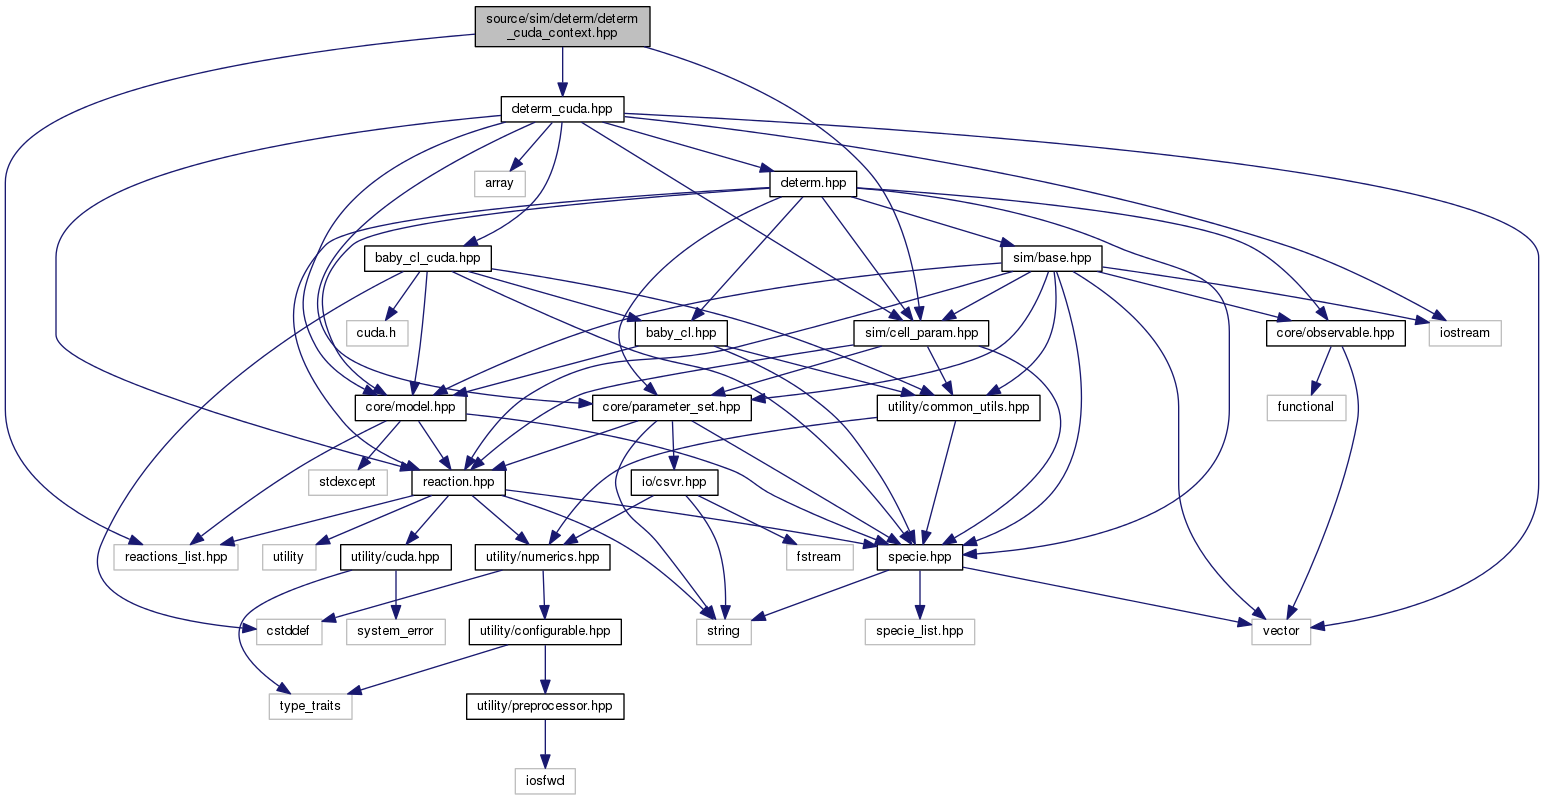 source/sim/determ/determ
_cuda_context.hpp
determ_cuda.hpp
array
determ.hpp
baby_cl_cuda.hpp
sim/base.hpp
cuda.h
baby_cl.hpp
sim/cell_param.hpp
core/observable.hpp
iostream
core/model.hpp
core/parameter_set.hpp
utility/common_utils.hpp
functional
stdexcept
reaction.hpp
io/csvr.hpp
reactions_list.hpp
utility
utility/cuda.hpp
utility/numerics.hpp
fstream
specie.hpp
cstddef
system_error
utility/configurable.hpp
string
specie_list.hpp
vector
type_traits
utility/preprocessor.hpp
iosfwd